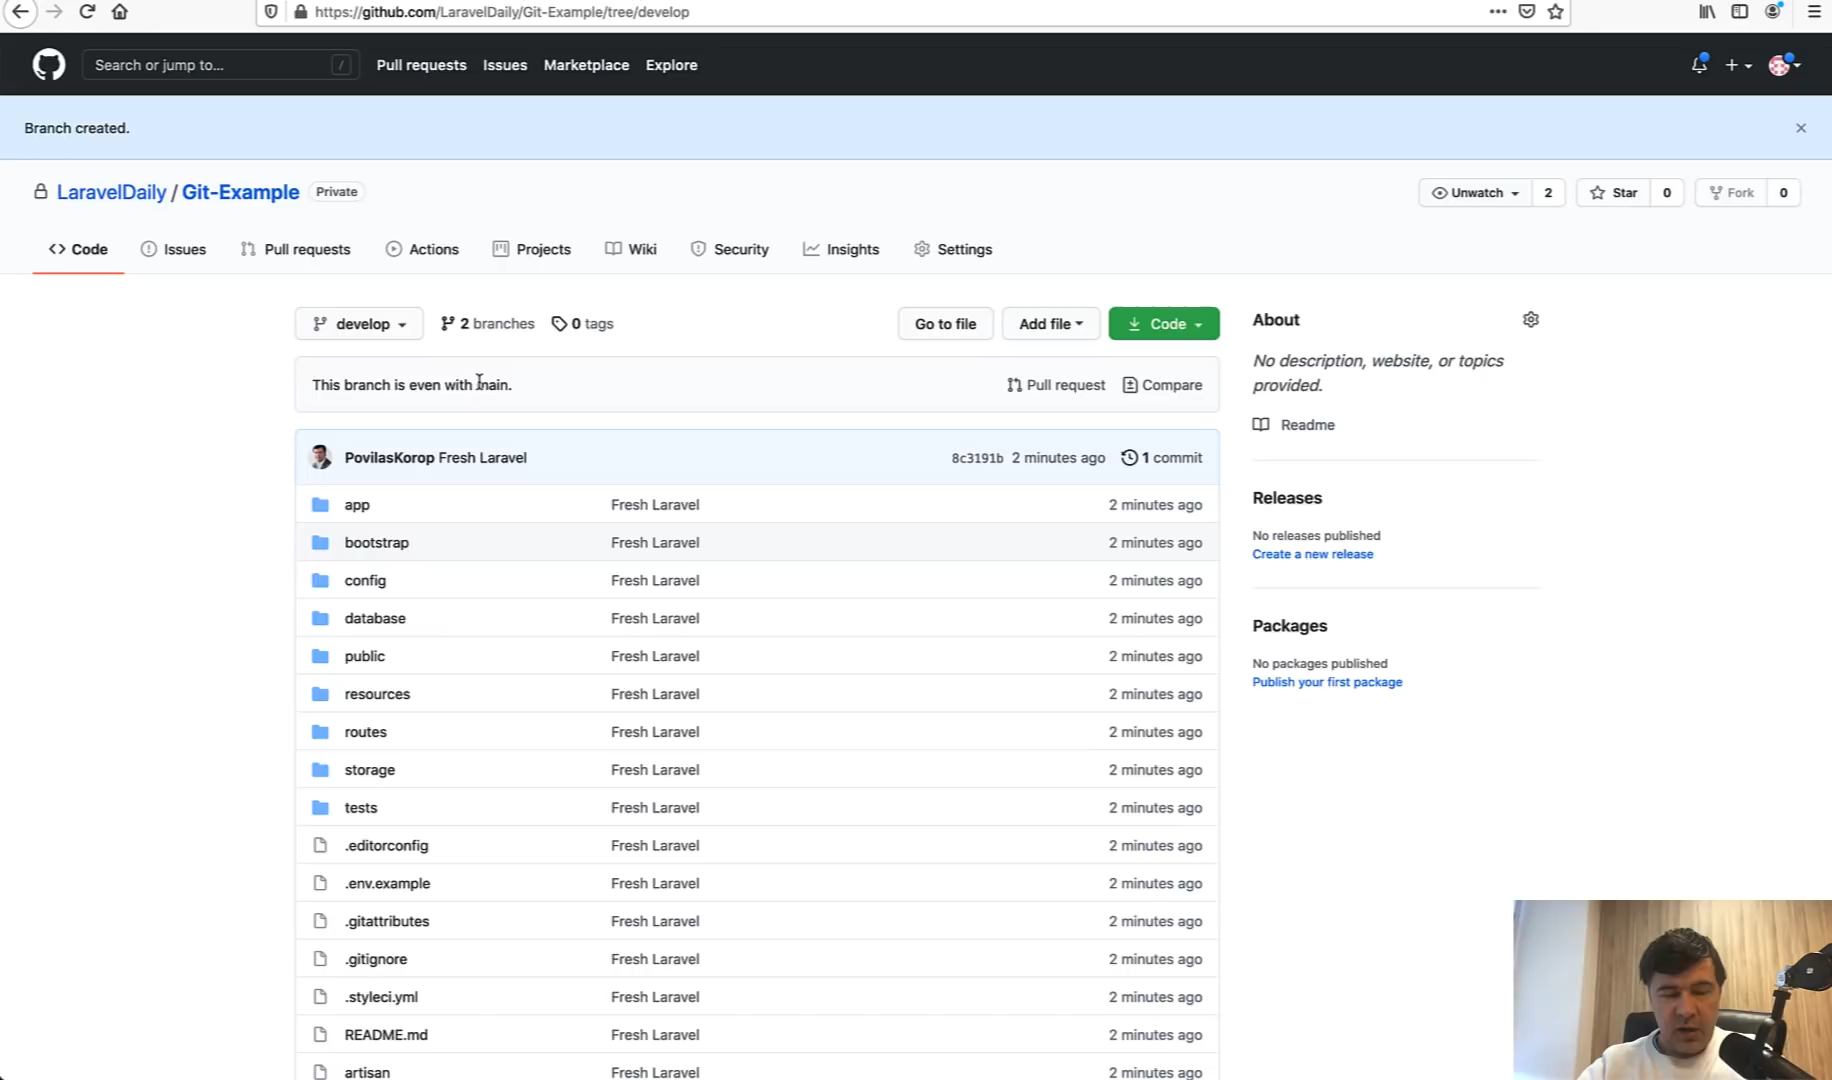 https://github.com/LaravelDaily/Git-Example/tree/develop
Search or jump to... /
Pull requests Issues Marketplace Explore
Branch created.
LaravelDaily / Git-Example Private
Unwatch 2 Star 0 Fork 0
Code Issues Pull requests Actions Projects Wiki Security Insights Settings
develop 2 branches 0 tags Go to file Add file Code
This branch is even with main. Pull request Compare
PovilasKorop Fresh Laravel 8c3191b 2 minutes ago 1 commit
app Fresh Laravel 2 minutes ago
bootstrap Fresh Laravel 2 minutes ago
config Fresh Laravel 2 minutes ago
database Fresh Laravel 2 minutes ago
public Fresh Laravel 2 minutes ago
resources Fresh Laravel 2 minutes ago
routes Fresh Laravel 2 minutes ago
storage Fresh Laravel 2 minutes ago
tests Fresh Laravel 2 minutes ago
.editorconfig Fresh Laravel 2 minutes ago
.env.example Fresh Laravel 2 minutes ago
.gitattributes Fresh Laravel 2 minutes ago
.gitignore Fresh Laravel 2 minutes ago
.styleci.yml Fresh Laravel 2 minutes ago
README.md Fresh Laravel 2 minutes ago
artisan Fresh Laravel 2 minutes ago
About
No description, website, or topics
provided.
Readme
Releases
No releases published
Create a new release
Packages
No packages published
Publish your first package